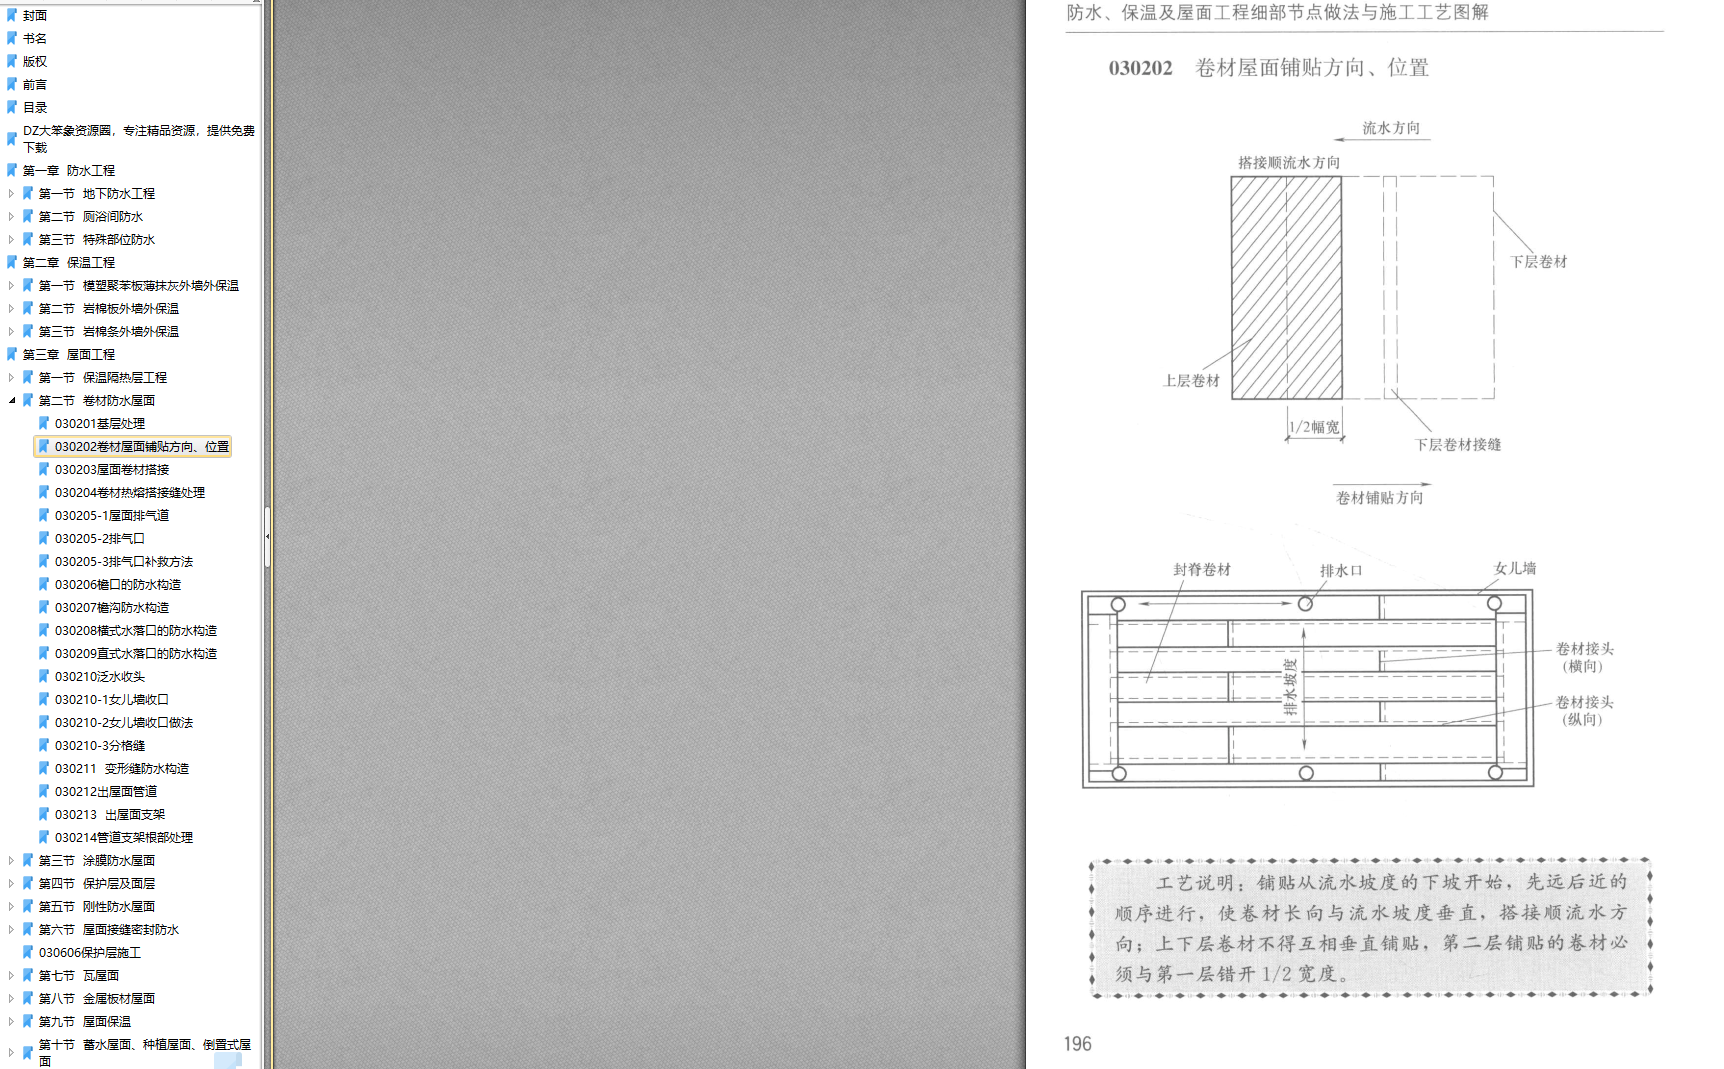 封面
书名
版权
前言
目录
DZ大笨象资源圈，专注精品资源，提供免费
下载
第一章 防水工程
第一节 地下防水工程
第二节 厕浴间防水
第三节 特殊部位防水
第二章 保温工程
第一节 模塑聚苯板薄抹灰外墙外保温
第二节 岩棉板外墙外保温
第三节 岩棉条外墙外保温
第三章 屋面工程
第一节 保温隔热层工程
第二节 卷材防水屋面
030201基层处理
030202卷材屋面铺贴方向、位置
030203屋面卷材搭接
030204卷材热熔搭接缝处理
030205-1屋面排气道
030205-2排气口
030205-3排气口补救方法
030206檐口的防水构造
030207檐沟防水构造
030208横式水落口的防水构造
030209直式水落口的防水构造
030210泛水收头
030210-1女儿墙收口
030210-2女儿墙收口做法
030210-3分格缝
030211 变形缝防水构造
030212出屋面管道
030213 出屋面支架
030214管道支架根部处理
第三节 涂膜防水屋面
第四节 保护层及面层
第五节 刚性防水屋面
第六节 屋面接缝密封防水
030606保护层施工
第七节 瓦屋面
第八节 金属板材屋面
第九节 屋面保温
第十节 蓄水屋面、种植屋面、倒置式屋
面
防水、保温及屋面工程细部节点做法与施工工艺图解
030202 卷材屋面铺贴方向、位置
流水方向
搭接顺流水方向
下层卷材
上层卷材
1/2幅宽
下层卷材接缝
卷材铺贴方向
封脊卷材
排水口
女儿墙
排水坡度
卷材接头
(横向)
卷材接头
(纵向)
工艺说明：铺贴从流水坡度的下坡开始，先远后近的
顺序进行，使卷材长向与流水坡度垂直，搭接顺流水方
向；上下层卷材不得互相垂直铺贴，第二层铺贴的卷材必
须与第一层错开 1/2 宽度。
196